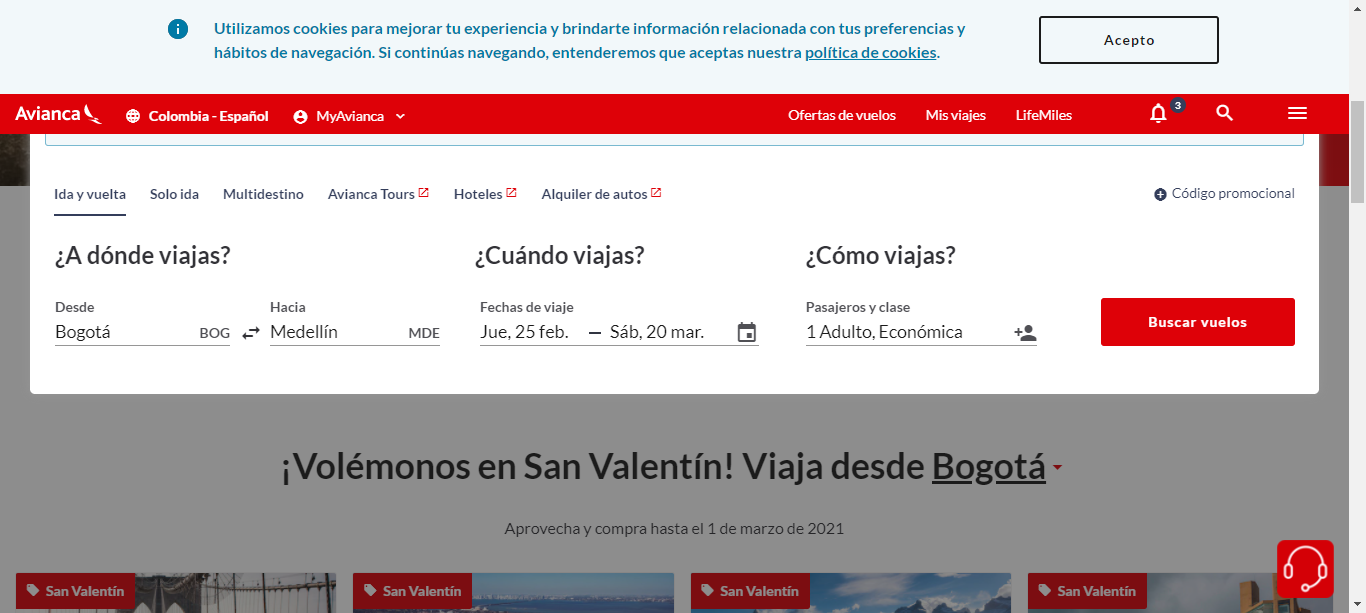 Utilizamos cookies para mejorar tu experiencia y brindarte información relacionada con tus preferencias y
hábitos de navegación. Si continúas navegando, entenderemos que aceptas nuestra política de cookies.
Acepto
Avianca
Colombia - Español
MyAvianca
Ofertas de vuelos
Mis viajes
LifeMiles
3
Ida y vuelta
Solo ida
Multidestino
Avianca Tours
Hoteles
Alquiler de autos
Código promocional
¿A dónde viajas?
¿Cuándo viajas?
¿Cómo viajas?
Desde
Hacia
Fechas de viaje
Pasajeros y clase
Bogotá BOG
Medellín MDE
Jue, 25 feb. — Sáb, 20 mar.
1 Adulto, Económica
Buscar vuelos
¡Volémonos en San Valentín! Viaja desde Bogotá
Aprovecha y compra hasta el 1 de marzo de 2021
San Valentín
San Valentín
San Valentín
San Valentín